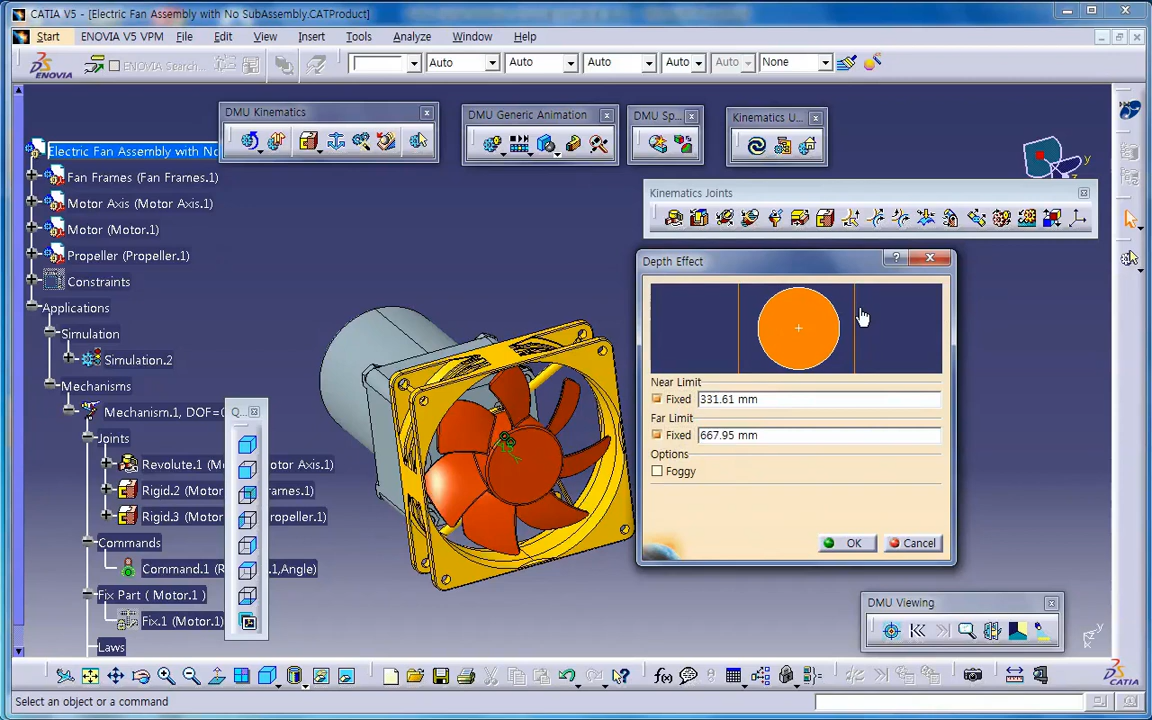 CATIA V5 - [Electric Fan Assembly with No SubAssembly.CATProduct]
Start ENOVIA V5 VPM File Edit View Insert Tools Analyze Window Help
ENOVIA
ENOVIA Search...
Auto Auto Auto Auto Auto None
DMU Kinematics
DMU Generic Animation
DMU Sp...
Kinematics U...
Electric Fan Assembly with No
Fan Frames (Fan Frames.1)
Motor Axis (Motor Axis.1)
Motor (Motor.1)
Propeller (Propeller.1)
Constraints
Applications
Simulation
Simulation.2
Mechanisms
Mechanism.1, DOF=0
Q...
Joints
Revolute.1 (M otor Axis.1)
Rigid.2 (Motor rames.1)
Rigid.3 (Motor ropeller.1)
Commands
Command.1 (R .1,Angle)
Fix Part ( Motor.1 )
Fix.1 (Motor.1)
Laws
y
z
Kinematics Joints
Depth Effect
Near Limit
Fixed 331.61 mm
Far Limit
Fixed 667.95 mm
Options
Foggy
OK Cancel
DMU Viewing
y
z
CATIA
Select an object or a command